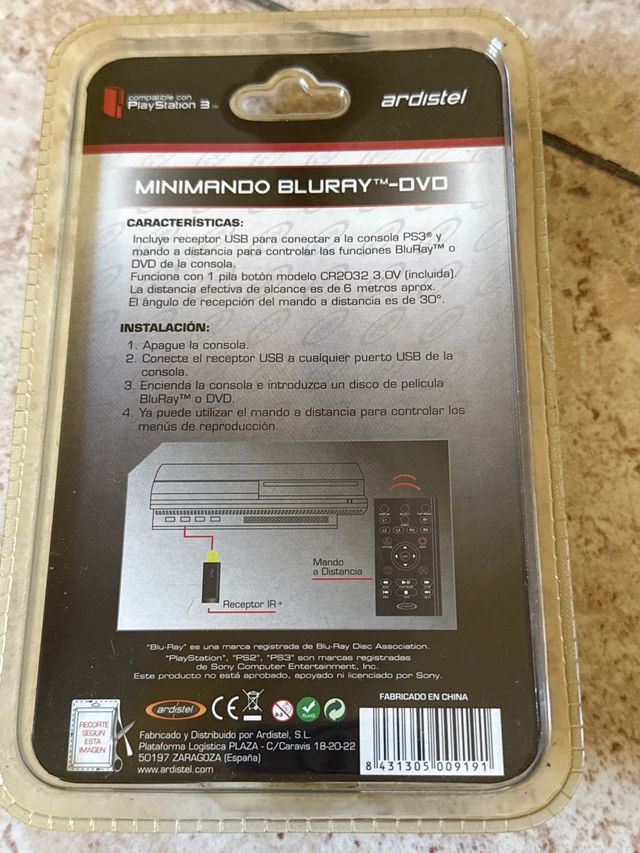 compatible con
PlayStation 3 ™
ardistel
MINIMANDO BLURAY™-DVD
CARACTERÍSTICAS:
Incluye receptor USB para conectar a la consola PS3® y
mando a distancia para controlar las funciones BluRay™ o
DVD de la consola.
Funciona con 1 pila botón modelo CR2032 3.0V (incluida).
La distancia efectiva de alcance es de 6 metros aprox.
El ángulo de recepción del mando a distancia es de 30°.
INSTALACIÓN:
1. Apague la consola.
2. Conecte el receptor USB a cualquier puerto USB de la
consola.
3. Encienda la consola e introduzca un disco de película
BluRay™ o DVD.
4. Ya puede utilizar el mando a distancia para controlar los
menús de reproducción.
Mando
a Distancia
Receptor IR
"Blu-Ray" es una marca registrada de Blu-Ray Disc Association.
"PlayStation", "PS2", "PS3" son marcas registradas
de Sony Computer Entertainment, Inc.
Este producto no está aprobado, apoyado ni licenciado por Sony.
FABRICADO EN CHINA
RECORTE
SEGUN
ESTA
IMAGEN
ardistel
CE
0-3
RoHS
Fabricado y Distribuido por Ardistel, S.L.
Plataforma Logística PLAZA - C/Caravis 18-20-22
50197 ZARAGOZA (España)
www.ardistel.com
8 431305 009191